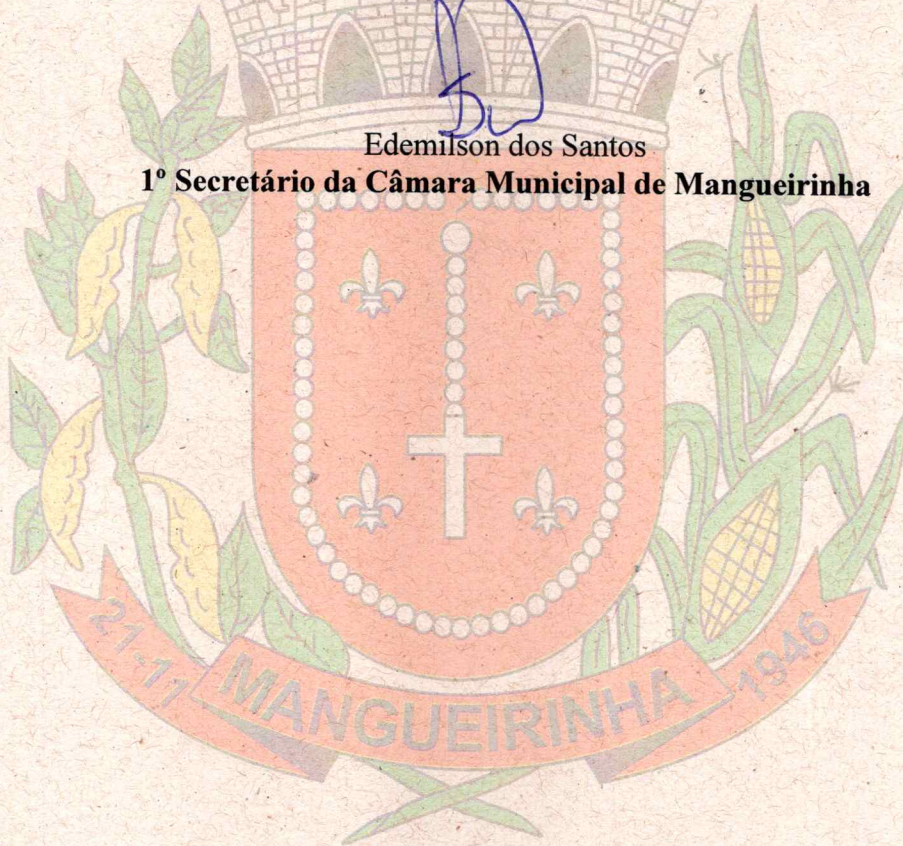 Edemilson dos Santos
1º Secretário da Câmara Municipal de Mangueirinha
21-11 MANGUEIRINHA 1946